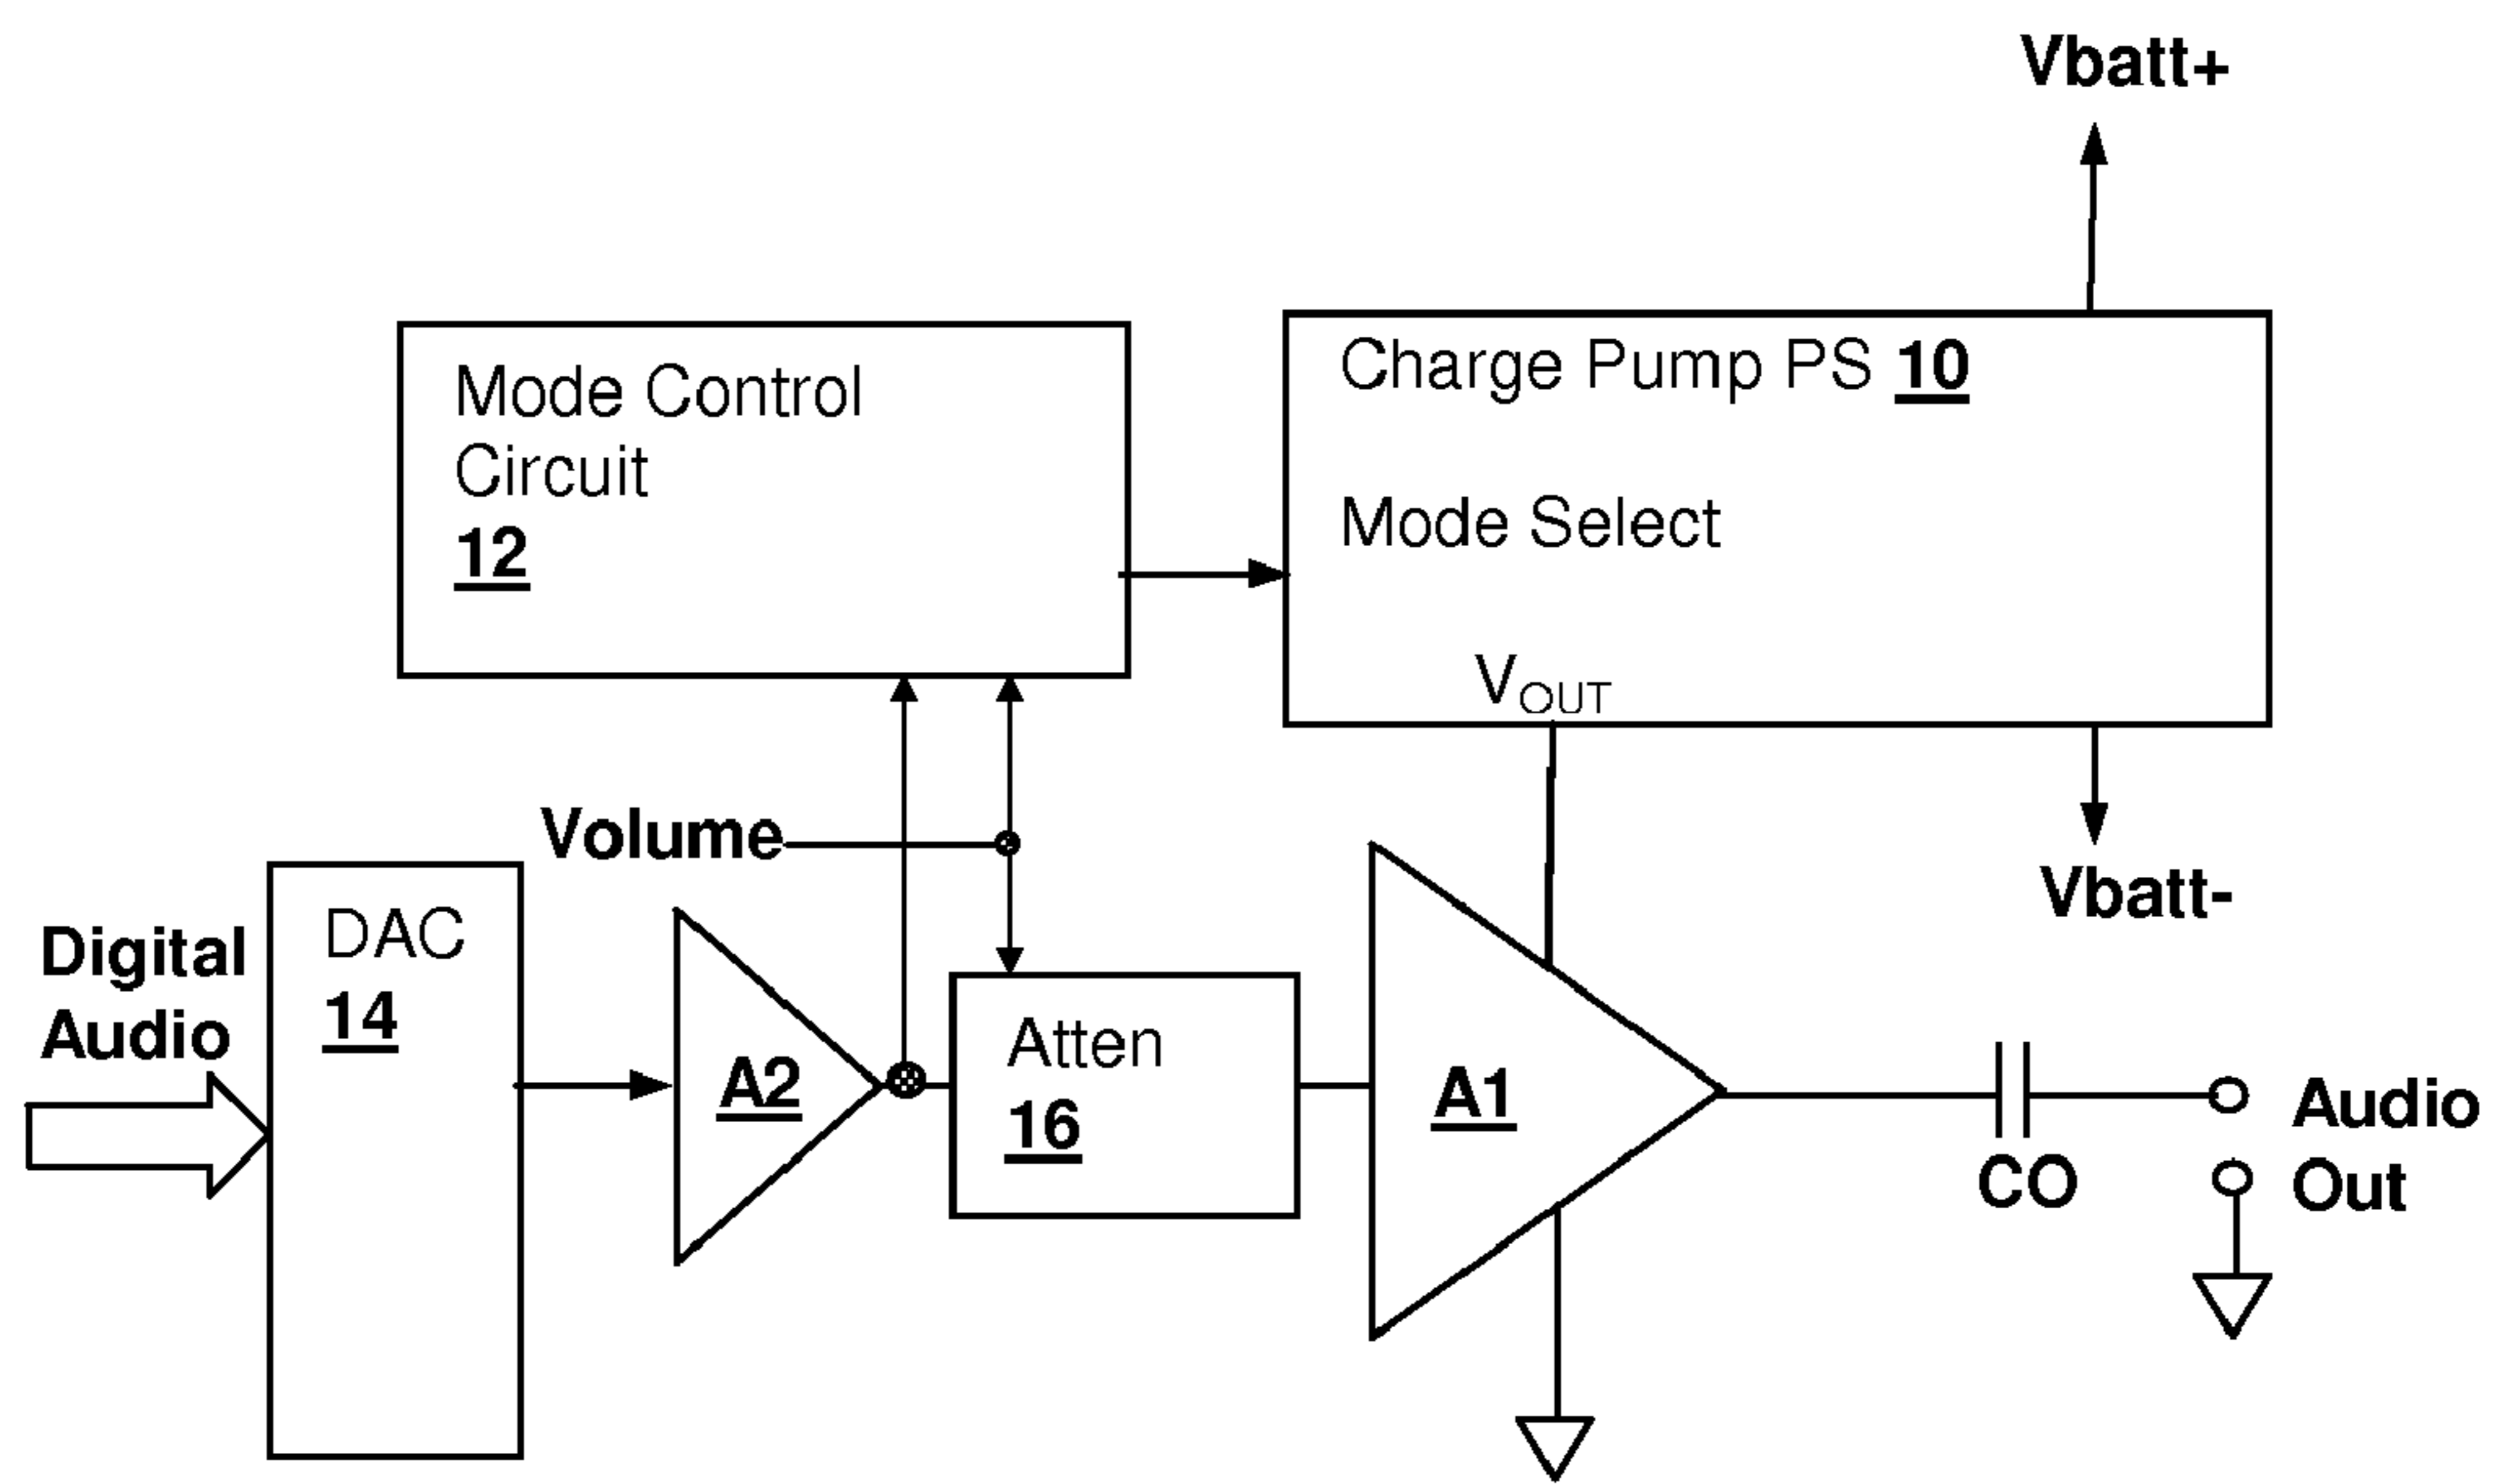 Vbatt+
Mode Control
Circuit
12
Charge Pump PS 10
Mode Select
VOUT
Volume
Vbatt-
Digital
Audio
DAC
14
A2
Atten
16
A1
CO
Audio
Out